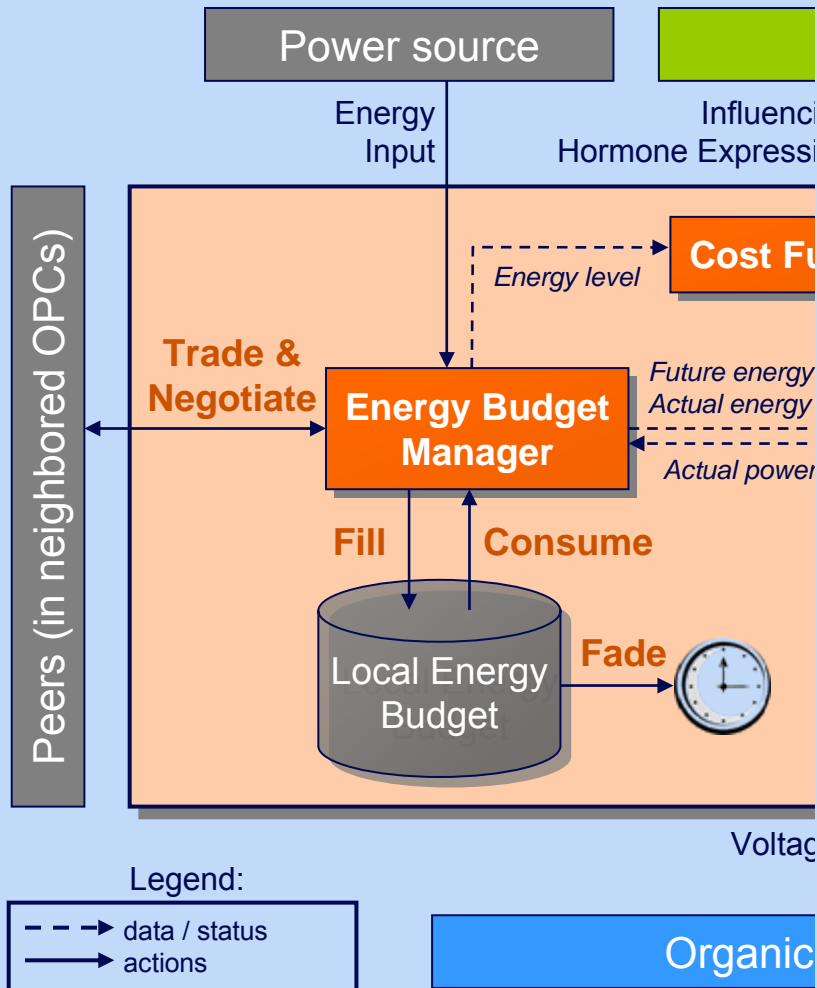 Power source
Energy
Input
Influenci
Hormone Expressi
Peers (in neighbored OPCs)
Cost Fu
Energy level
Trade &
Negotiate
Energy Budget
Manager
Future energy
Actual energy
Actual power
Fill
Consume
Local Energy
Budget
Fade
Voltag
Legend:
data / status
actions
Organic